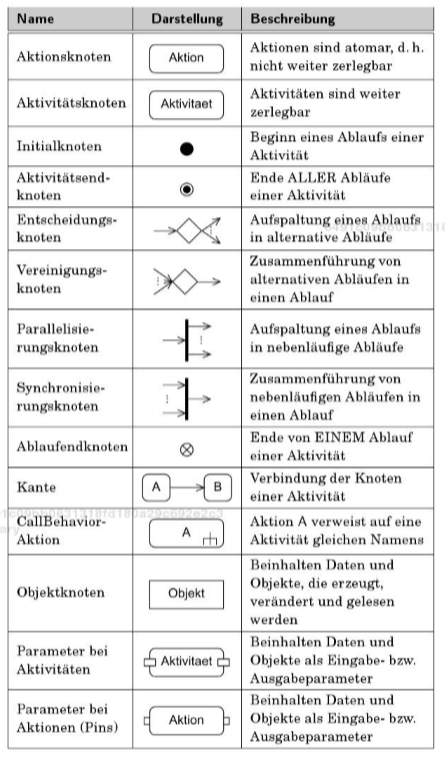 Name Darstellung Beschreibung
Aktionsknoten Aktion Aktionen sind atomar, d. h.
nicht weiter zerlegbar
Aktivitätsknoten Aktivitaet Aktivitäten sind weiter
zerlegbar
Initialknoten Beginn eines Ablaufs einer
Aktivität
Aktivitätsend-
knoten
Ende ALLER Abläufe
einer Aktivität
Entscheidungs-
knoten
Aufspaltung eines Ablaufs
in alternative Abläufe
Vereinigungs-
knoten
Zusammenführung von
alternativen Abläufen in
einen Ablauf
Parallelisie-
rungsknoten
Aufspaltung eines Ablaufs
in nebenläufige Abläufe
Synchronisie-
rungsknoten
Zusammenführung von
nebenläufigen Abläufen in
einen Ablauf
Ablaufendknoten Ende von EINEM Ablauf
einer Aktivität
Kante A B Verbindung der Knoten
einer Aktivität
CallBehavior-
Aktion
A
Aktion A verweist auf eine
Aktivität gleichen Namens
Objektknoten Objekt Beinhalten Daten und
Objekte, die erzeugt,
verändert und gelesen
werden
Parameter bei
Aktivitäten
Aktivitaet
Beinhalten Daten und
Objekte als Eingabe- bzw.
Ausgabeparameter
Parameter bei
Aktionen (Pins)
Aktion
Beinhalten Daten und
Objekte als Eingabe- bzw.
Ausgabeparameter